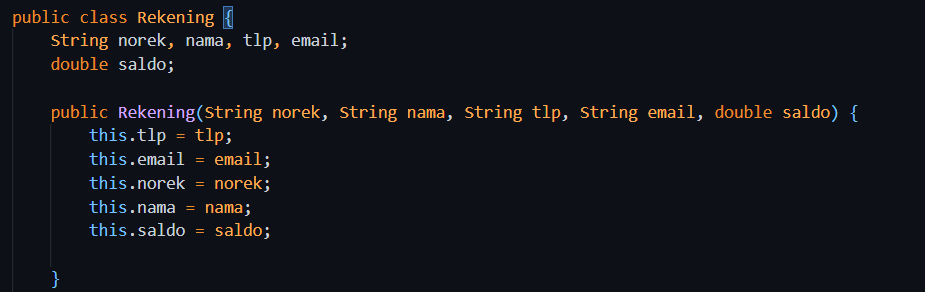 public class Rekening {
String norek, nama, tlp, email;
double saldo;
public Rekening(String norek, String nama, String tlp, String email, double saldo) {
this.tlp = tlp;
this.email = email;
this.norek = norek;
this.nama = nama;
this.saldo = saldo;
}